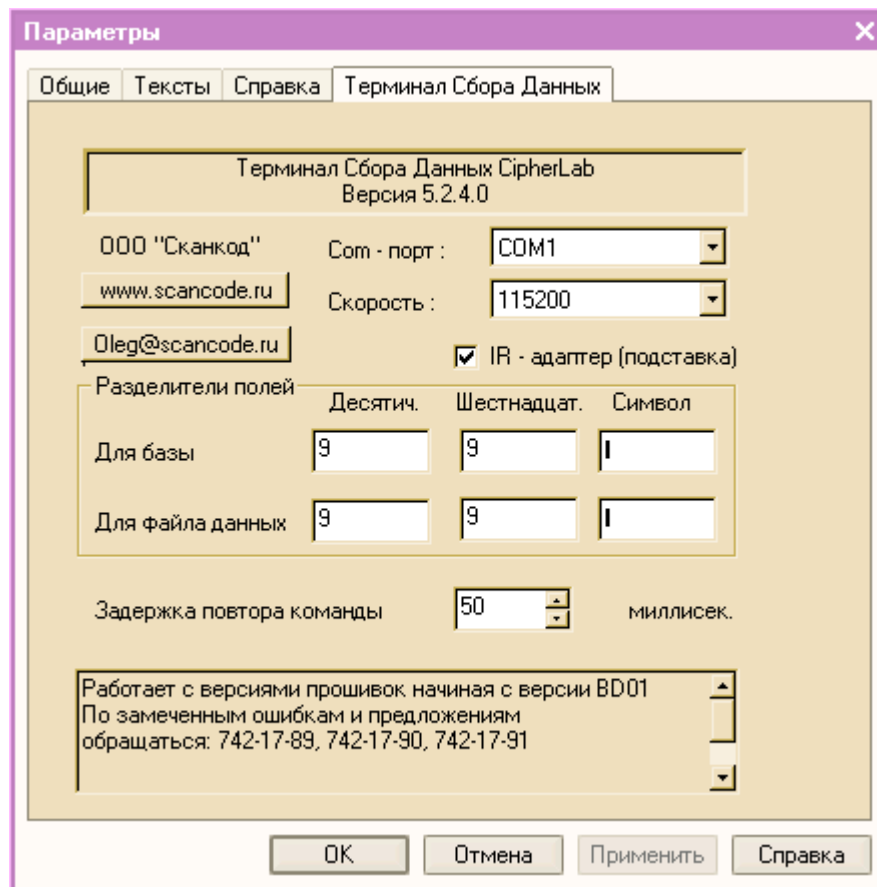 Параметры
Общие Тексты Справка Терминал Сбора Данных
Терминал Сбора Данных CipherLab
Версия 5.2.4.0
ООО "Сканкод" Com - порт : COM1
www.scancode.ru
Скорость : 115200
Oleg@scancode.ru
IR - адаптер (подставка)
Разделители полей
Десятич. Шестнадцат. Символ
Для базы 9 9
Для файла данных 9 9
Задержка повтора команды 50 миллисек.
Работает с версиями прошивок начиная с версии BD01
По замеченным ошибкам и предложениям
обращаться: 742-17-89, 742-17-90, 742-17-91
OK Отмена Применить Справка